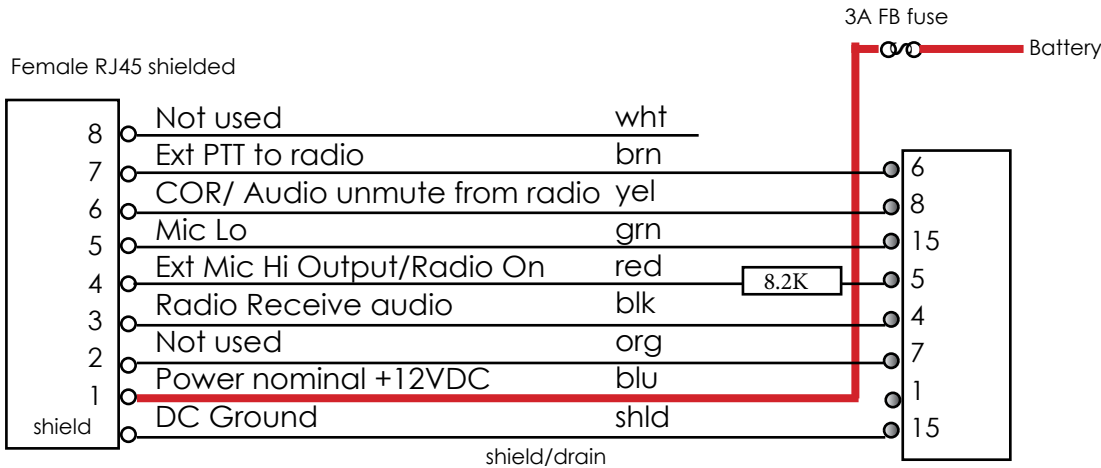 3A FB fuse
Battery
Female RJ45 shielded
8 Not used wht
7 Ext PTT to radio brn 6
6 COR/ Audio unmute from radio yel 8
5 Mic Lo grn 15
4 Ext Mic Hi Output/Radio On red 8.2K 5
3 Radio Receive audio blk 4
2 Not used org 7
1 Power nominal +12VDC blu 1
shield DC Ground shld 15
shield/drain